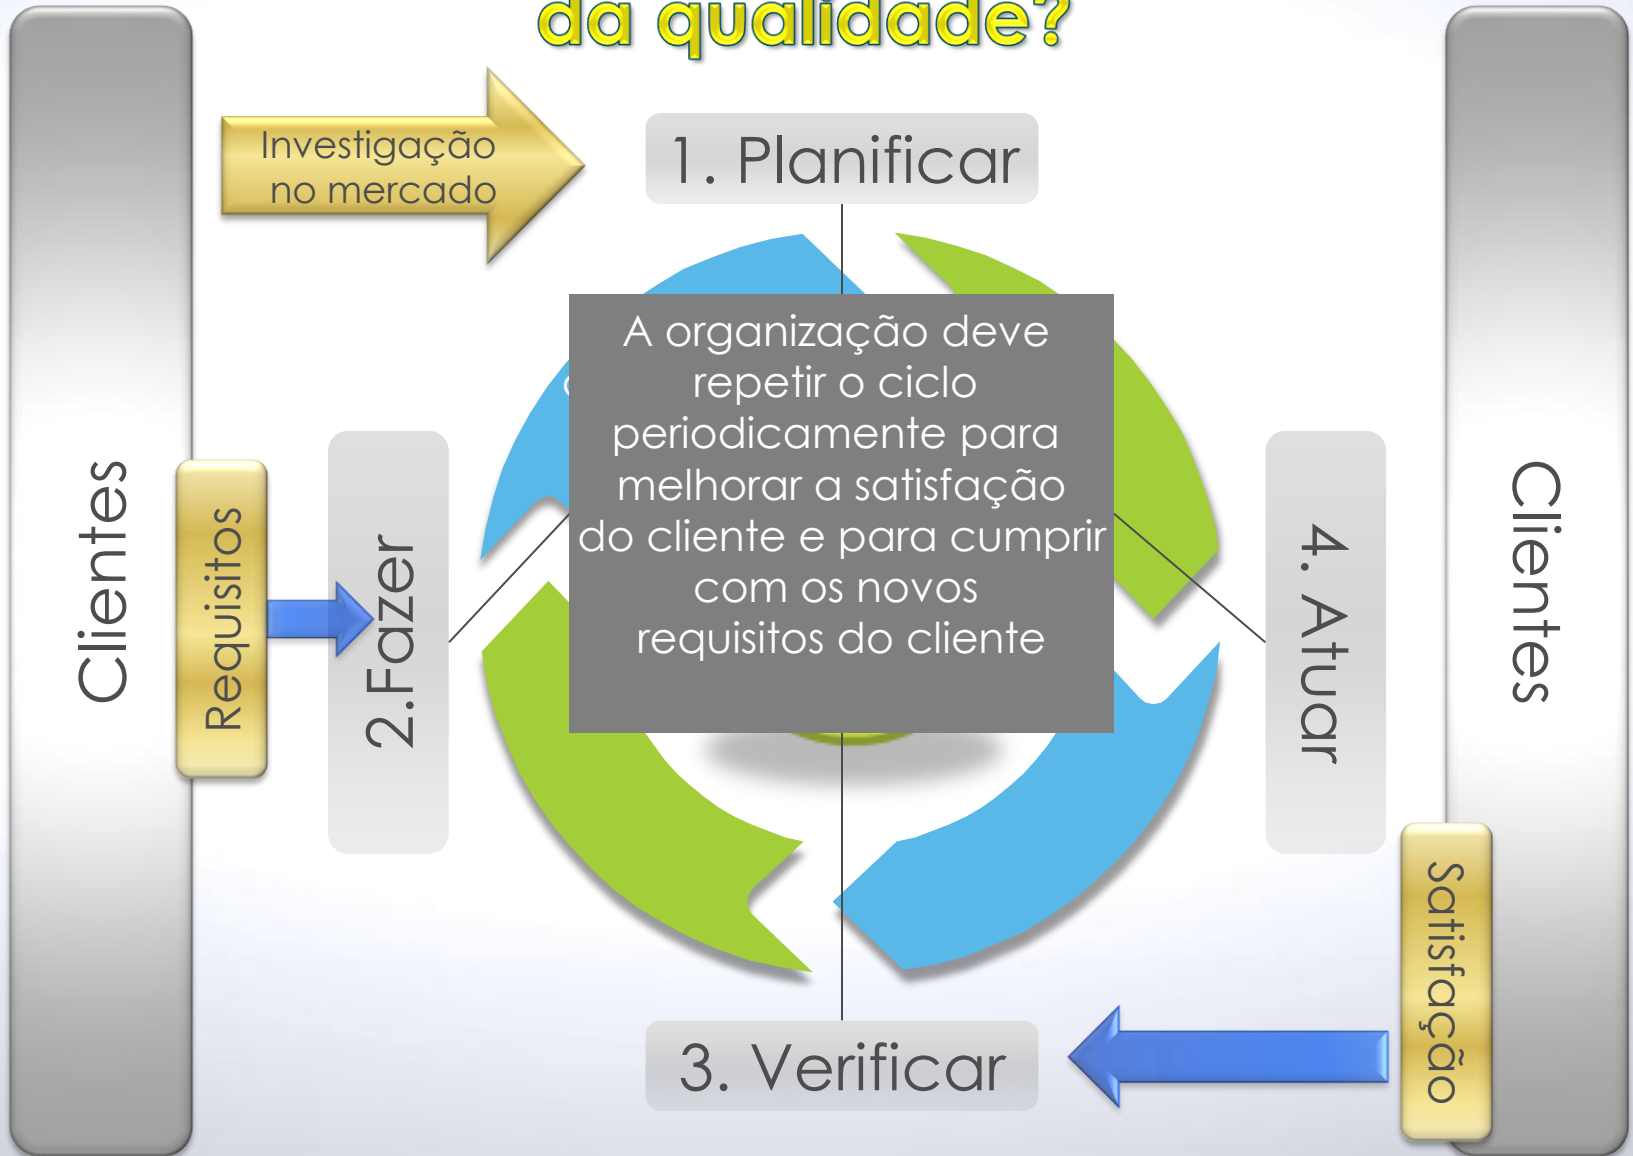 da qualidade?
Investigação
no mercado
1. Planificar
A organização deve
repetir o ciclo
periodicamente para
melhorar a satisfação
do cliente e para cumprir
com os novos
requisitos do cliente
Clientes
Requisitos
2.Fazer
4. Atuar
Clientes
Satisfação
3. Verificar